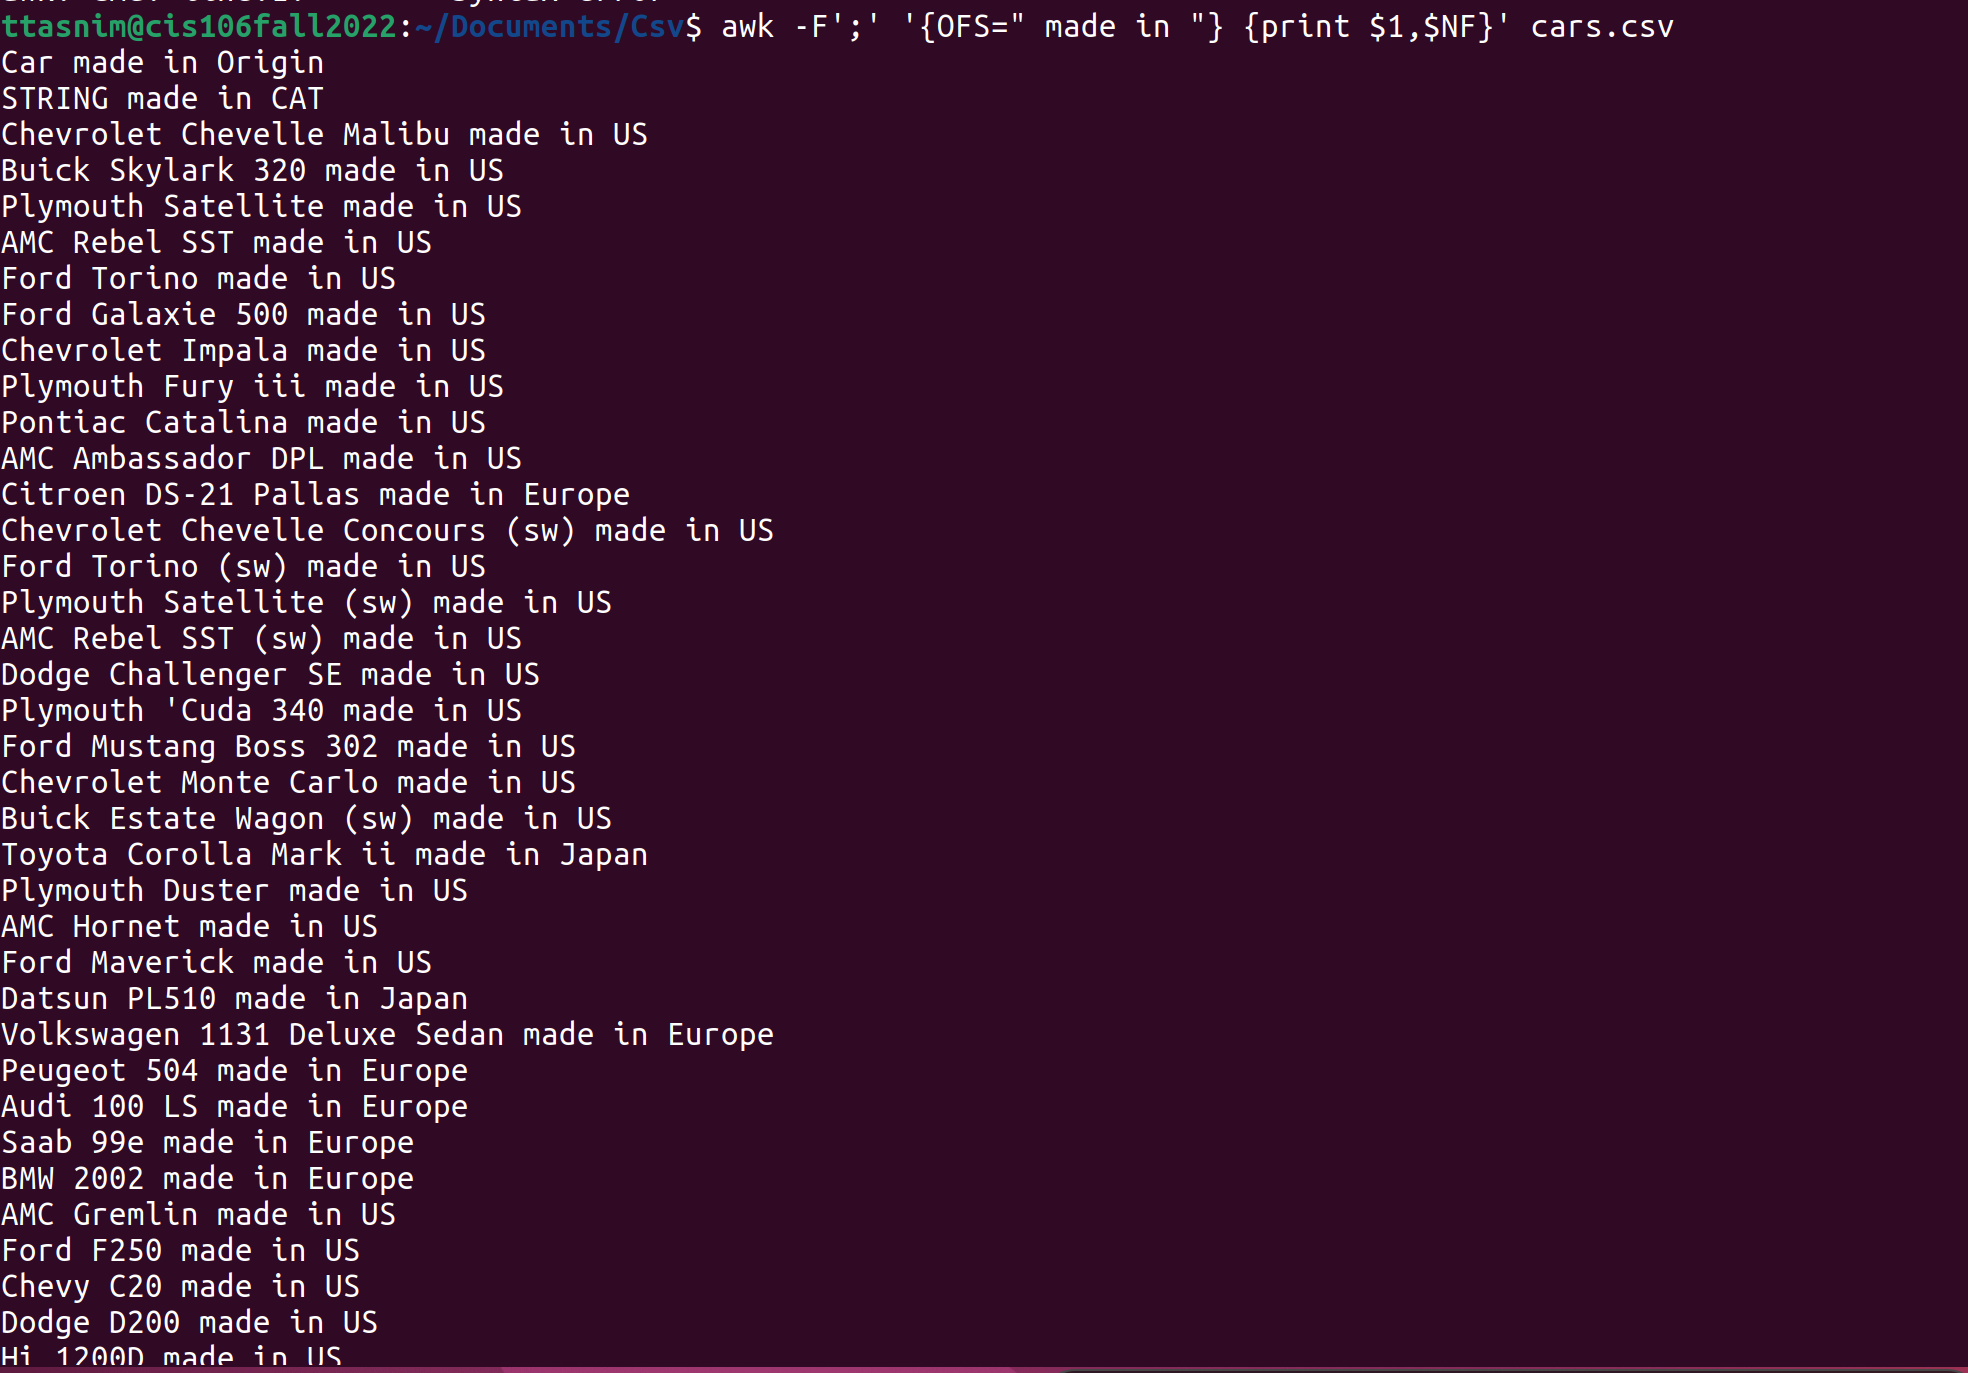 ttasnim@cis106fall2022:~/Documents/Csv$ awk -F';' '{OFS=" made in "} {print $1,$NF}' cars.csv
Car made in Origin
STRING made in CAT
Chevrolet Chevelle Malibu made in US
Buick Skylark 320 made in US
Plymouth Satellite made in US
AMC Rebel SST made in US
Ford Torino made in US
Ford Galaxie 500 made in US
Chevrolet Impala made in US
Plymouth Fury iii made in US
Pontiac Catalina made in US
AMC Ambassador DPL made in US
Citroen DS-21 Pallas made in Europe
Chevrolet Chevelle Concours (sw) made in US
Ford Torino (sw) made in US
Plymouth Satellite (sw) made in US
AMC Rebel SST (sw) made in US
Dodge Challenger SE made in US
Plymouth 'Cuda 340 made in US
Ford Mustang Boss 302 made in US
Chevrolet Monte Carlo made in US
Buick Estate Wagon (sw) made in US
Toyota Corolla Mark ii made in Japan
Plymouth Duster made in US
AMC Hornet made in US
Ford Maverick made in US
Datsun PL510 made in Japan
Volkswagen 1131 Deluxe Sedan made in Europe
Peugeot 504 made in Europe
Audi 100 LS made in Europe
Saab 99e made in Europe
BMW 2002 made in Europe
AMC Gremlin made in US
Ford F250 made in US
Chevy C20 made in US
Dodge D200 made in US
Hi 1200D made in US